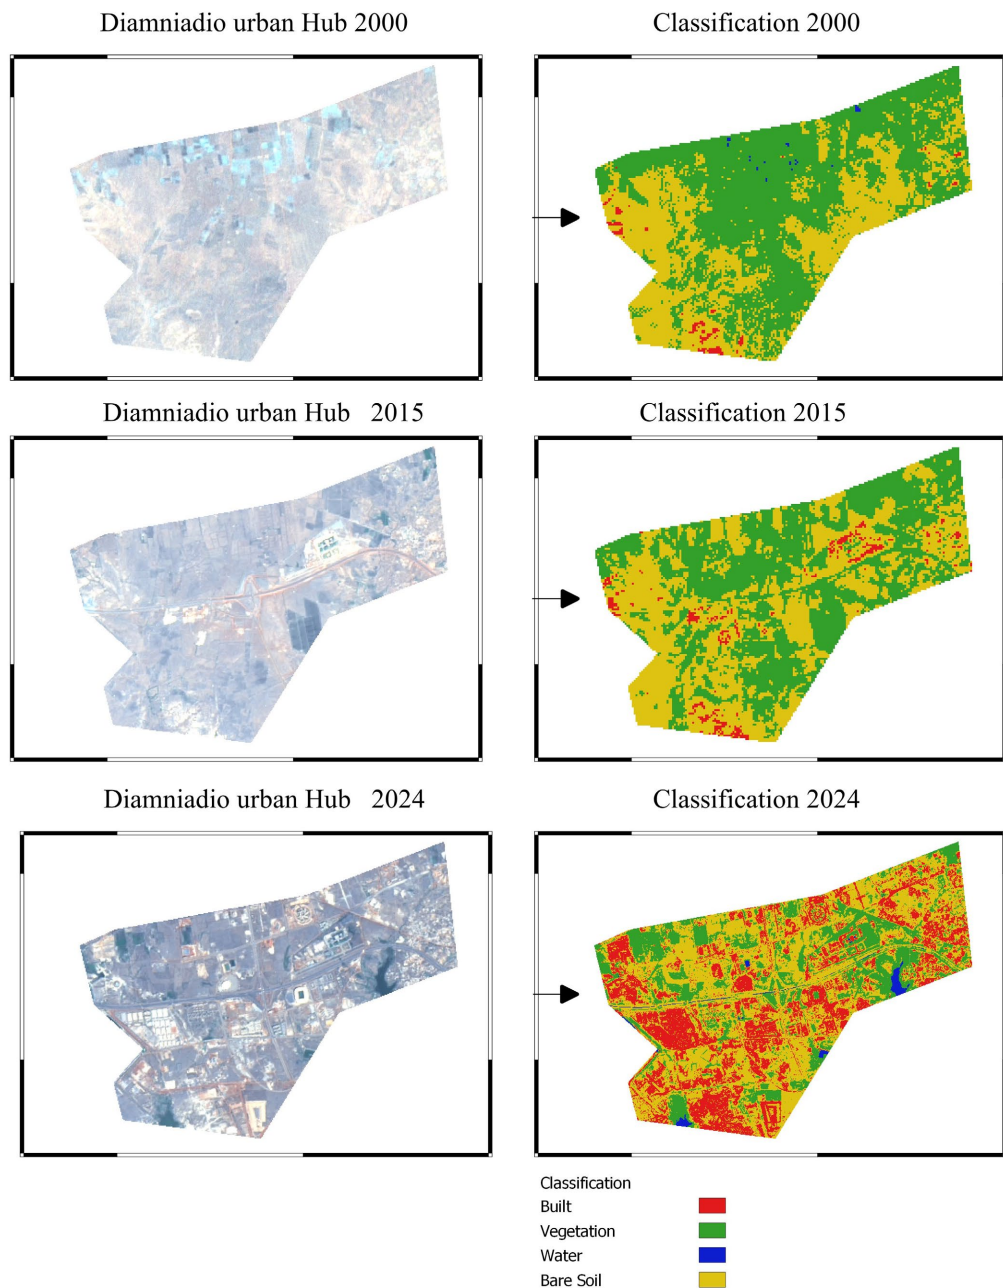 Diamniadio urban Hub 2000
Classification 2000
Diamniadio urban Hub 2015
Classification 2015
Diamniadio urban Hub 2024
Classification 2024
Classification
Built
Vegetation
Water
Bare Soil